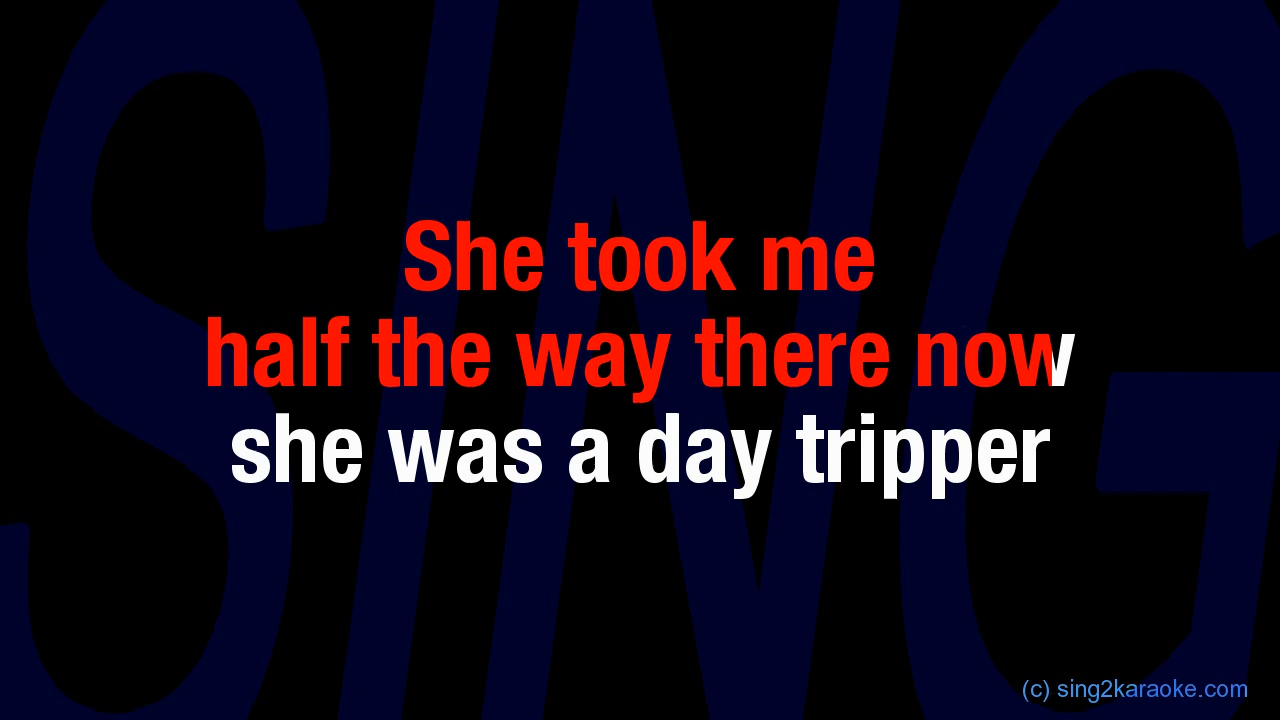 SING
She took me
half the way there now
she was a day tripper
(c) sing2karaoke.com